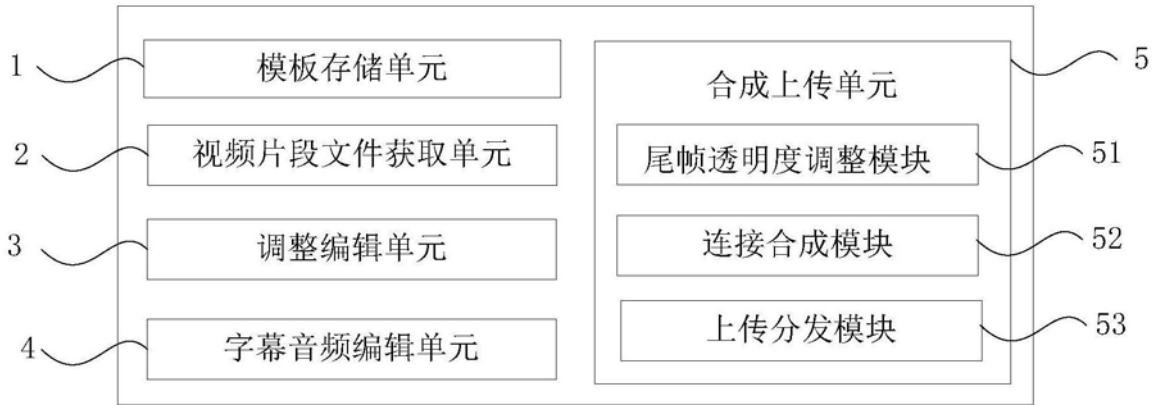 1
模板存储单元
2
视频片段文件获取单元
3
调整编辑单元
4
字幕音频编辑单元
合成上传单元
5
尾帧透明度调整模块
51
连接合成模块
52
上传分发模块
53